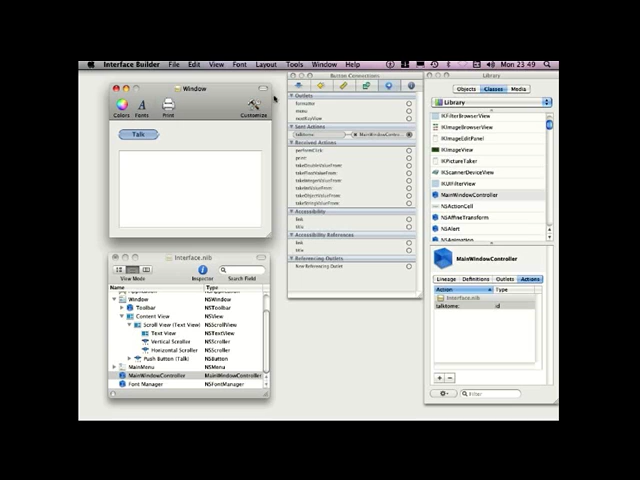 Interface Builder File Edit View Font Layout Tools Window Help Mon 23 49
Window
Colors Fonts Print Customize
Talk
Interface.nib
View Mode Inspector Search Field
Name Type
Window NSWindow
Toolbar NSToolbar
Content View NSView
Scroll View (Text View) NSScrollView
Text View NSTextView
Vertical Scroller NSScroller
Horizontal Scroller NSScroller
Push Button (Talk) NSButton
MainMenu NSMenu
MainWindowController MainWindowController
Font Manager NSFontManager
Button Connections
Outlets
formatter
menu
nextKeyView
Sent Actions
talktome: MainWindowContr...
Received Actions
performClick:
print:
takeDoubleValueFrom:
takeFloatValueFrom:
takeIntegerValueFrom:
takeIntValueFrom:
takeObjectValueFrom:
takeStringValueFrom:
Accessibility
link
title
Accessibility References
link
title
Referencing Outlets
New Referencing Outlet
Library
Objects Classes Media
Library
IKFilterBrowserView
IKImageBrowserView
IKImageEditPanel
IKImageView
IKPictureTaker
IKScannerDeviceView
IKUIFilterView
MainWindowController
NSActionCell
NSAffineTransform
NSAlert
NSAnimation
MainWindowController
Lineage Definitions Outlets Actions
Action Type
Interface.nib
talktome: id
Filter